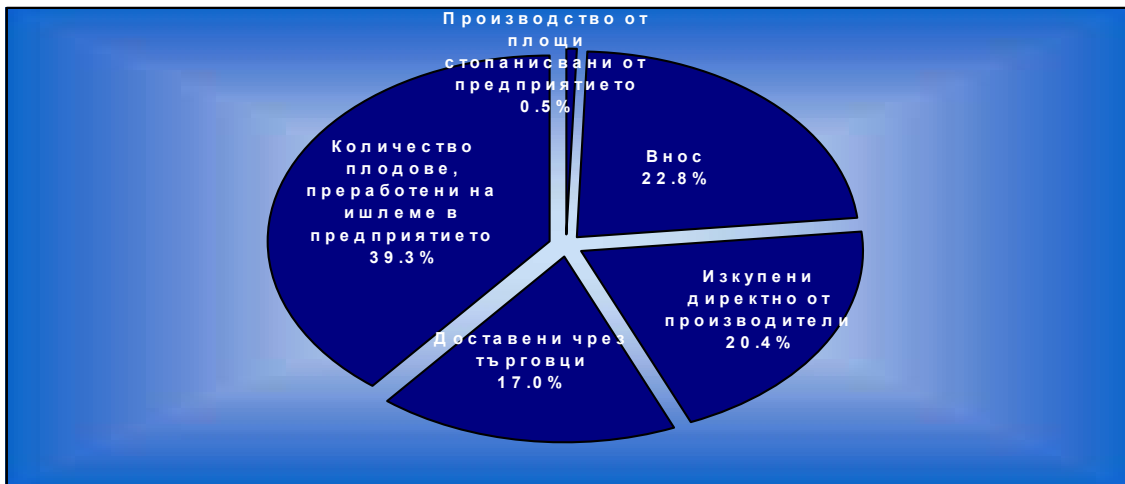 Производство от
площи
стопанисвани от
предприятието
0.5%
Внос
22.8%
Изкупени
директно от
производители
20.4%
Доставени чрез
търговци
17.0%
Количество
плодове,
преработени на
ишлеме в
предприятието
39.3%